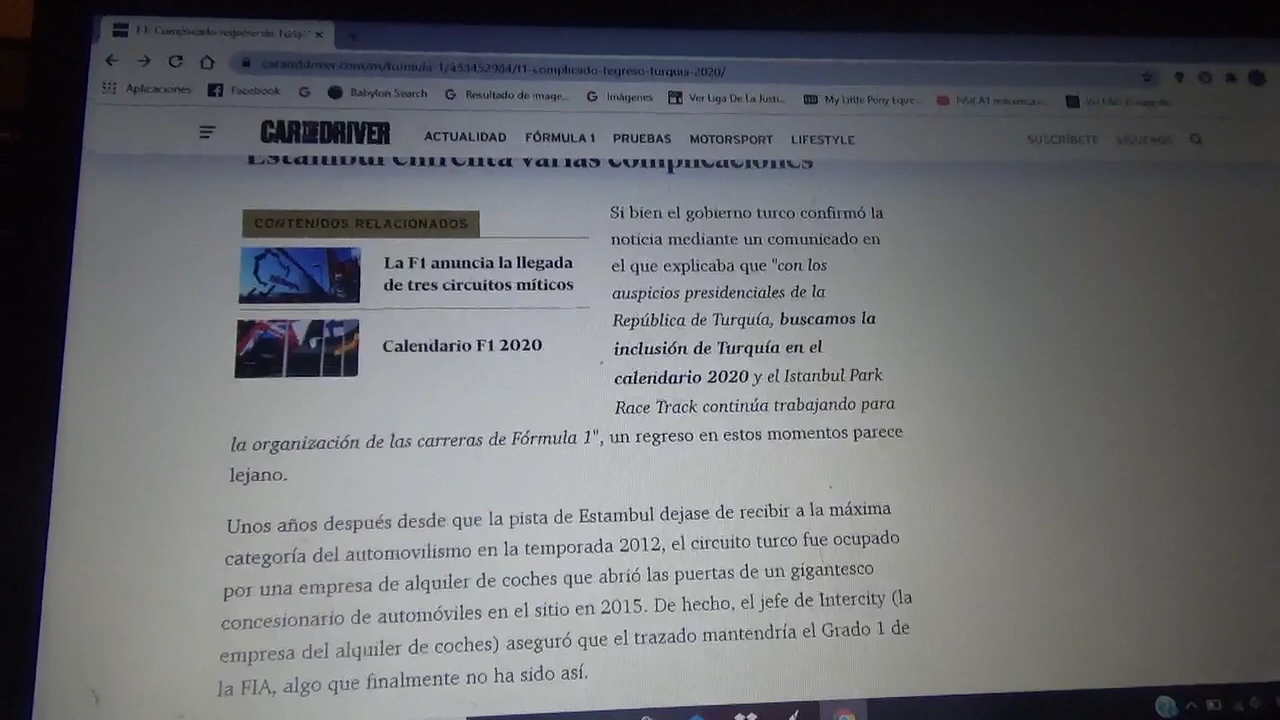 F1: Complicado regreso de Turqu
caranddriver.com/es/formula-1/a33452984/f1-complicado-regreso-turquia-2020/
Aplicaciones Facebook Babylon Search Resultado de image... Imágenes Ver Liga De La Justi... My Little Pony Eque...
CAR AND DRIVER ACTUALIDAD FÓRMULA 1 PRUEBAS MOTORSPORT LIFESTYLE SUSCRÍBETE SÍGUENOS
Estambul enfrenta varias complicaciones
CONTENIDOS RELACIONADOS
La F1 anuncia la llegada
de tres circuitos míticos
Calendario F1 2020
Si bien el gobierno turco confirmó la
noticia mediante un comunicado en
el que explicaba que "con los
auspicios presidenciales de la
República de Turquía, buscamos la
inclusión de Turquía en el
calendario 2020 y el Istanbul Park
Race Track continúa trabajando para
la organización de las carreras de Fórmula 1", un regreso en estos momentos parece
lejano.
Unos años después desde que la pista de Estambul dejase de recibir a la máxima
categoría del automovilismo en la temporada 2012, el circuito turco fue ocupado
por una empresa de alquiler de coches que abrió las puertas de un gigantesco
concesionario de automóviles en el sitio en 2015. De hecho, el jefe de Intercity (la
empresa del alquiler de coches) aseguró que el trazado mantendría el Grado 1 de
la FIA, algo que finalmente no ha sido así.